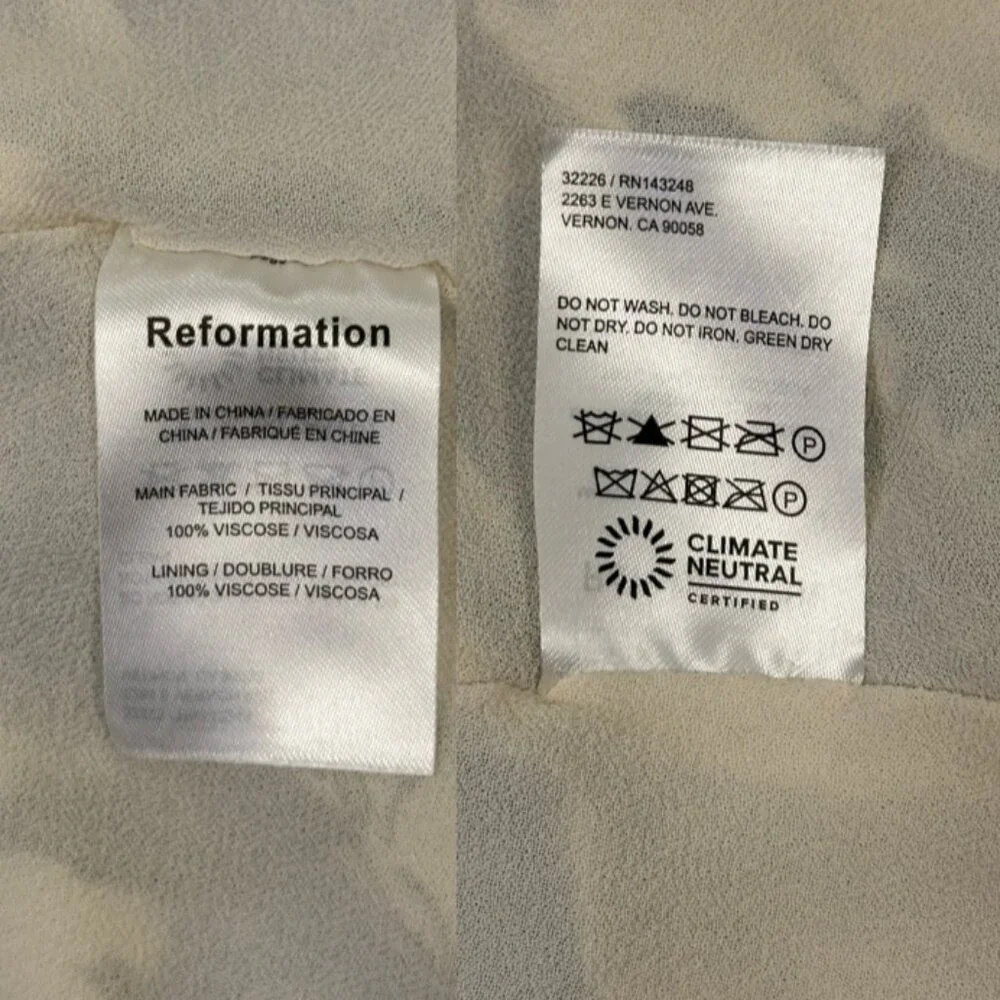 Reformation
MADE IN CHINA / FABRICADO EN
CHINA / FABRIQUÉ EN CHINE
MAIN FABRIC / TISSU PRINCIPAL /
TEJIDO PRINCIPAL
100% VISCOSE / VISCOSA
LINING / DOUBLURE / FORRO
100% VISCOSE / VISCOSA
32226 / RN143248
2263 E VERNON AVE.
VERNON. CA 90058
DO NOT WASH. DO NOT BLEACH. DO
NOT DRY. DO NOT IRON. GREEN DRY
CLEAN
P
P
CLIMATE
NEUTRAL
CERTIFIED